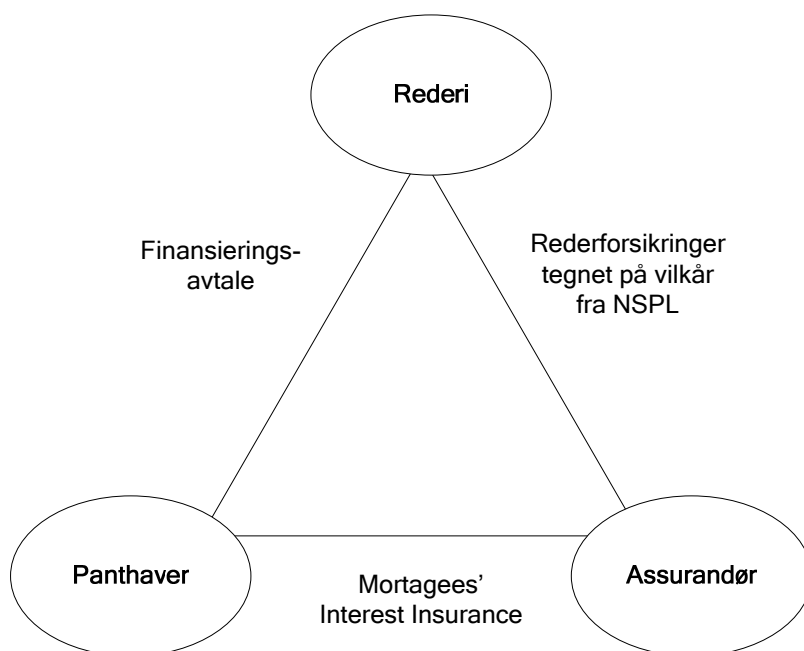 Rederi
Finansierings-
avtale
Rederforsikringer
tegnet på vilkår
fra NSPL
Panthaver
Mortagees’
Interest Insurance
Assurandør